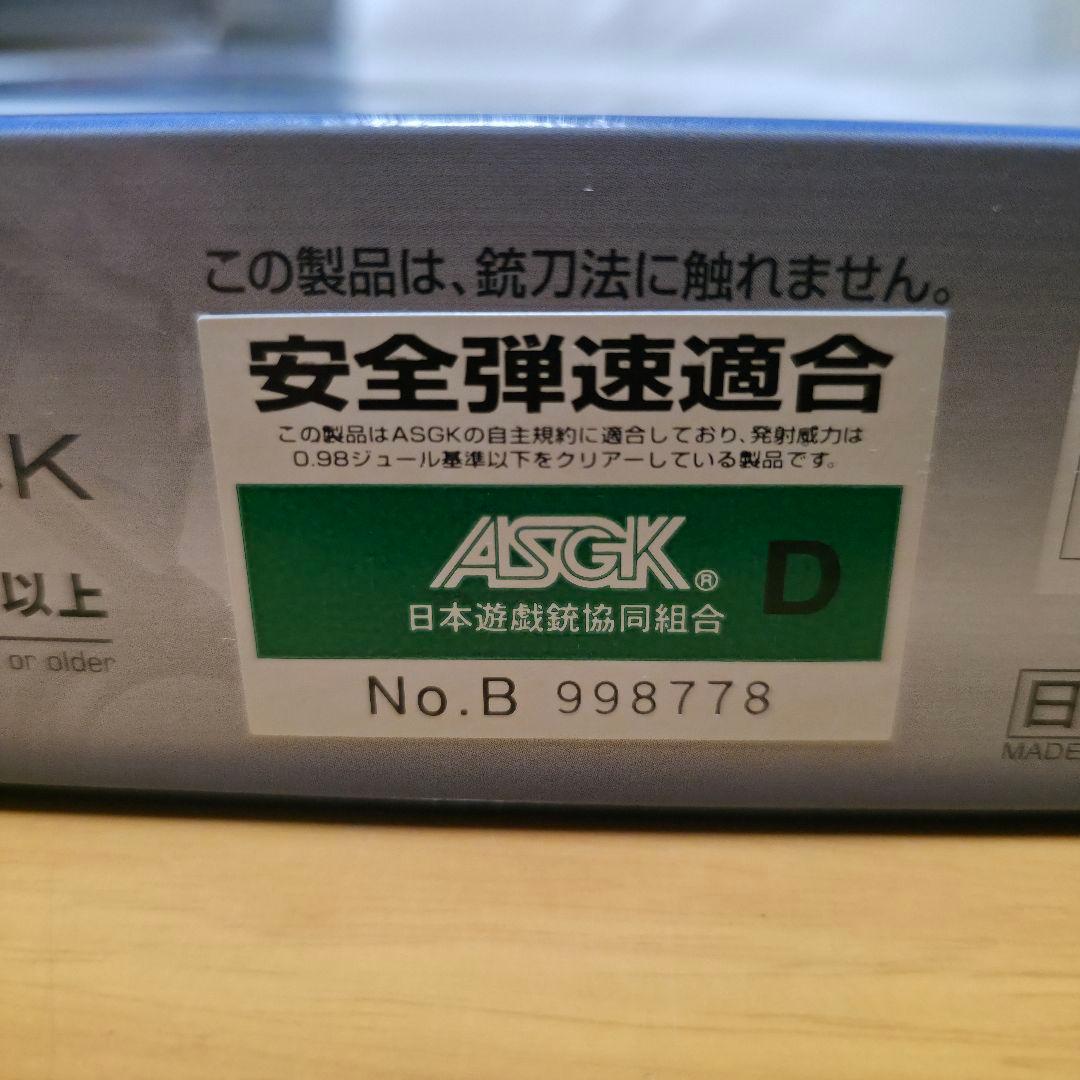 この製品は、銃刀法に触れません。
安全弾速適合
この製品はASGKの自主規約に適合しており、発射威力は
0.98ジュール基準以下をクリアーしている製品です。
ASGK® D
日本遊戯銃協同組合
No.B 998778
K
以上
or older
日
MADE